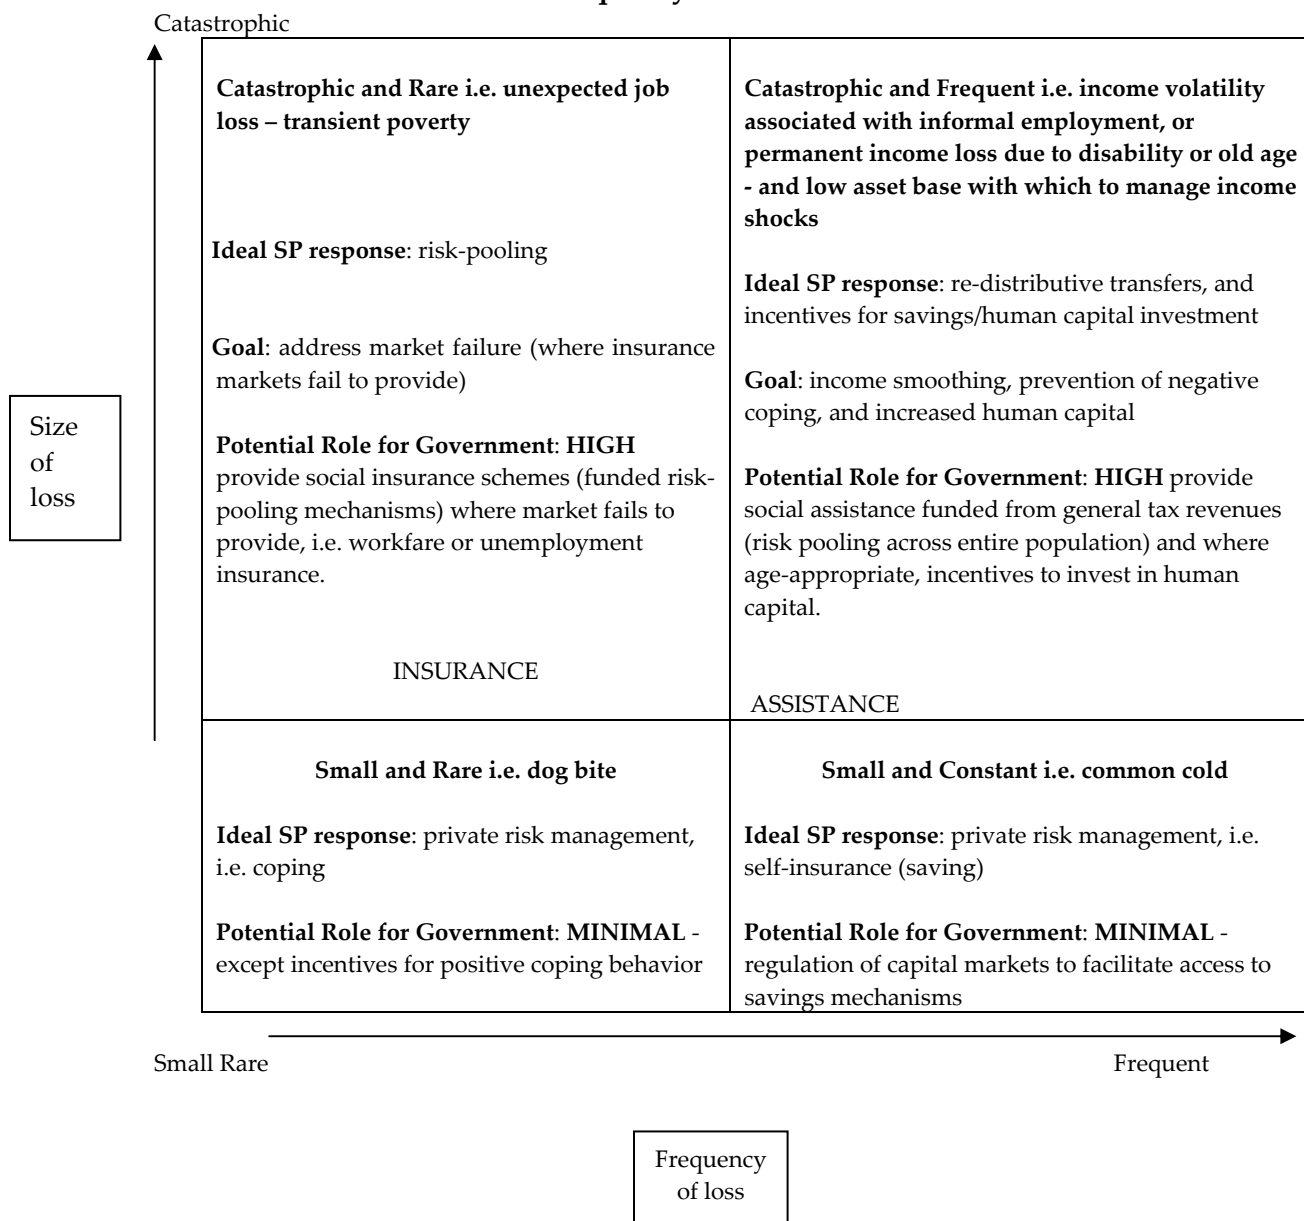 Catastrophic
Catastrophic and Rare i.e. unexpected job
loss – transient poverty
Ideal SP response: risk-pooling
Goal: address market failure (where insurance
markets fail to provide)
Potential Role for Government: HIGH
provide social insurance schemes (funded risk-
pooling mechanisms) where market fails to
provide, i.e. workfare or unemployment
insurance.
INSURANCE
Catastrophic and Frequent i.e. income volatility
associated with informal employment, or
permanent income loss due to disability or old age
- and low asset base with which to manage income
shocks
Ideal SP response: re-distributive transfers, and
incentives for savings/human capital investment
Goal: income smoothing, prevention of negative
coping, and increased human capital
Potential Role for Government: HIGH provide
social assistance funded from general tax revenues
(risk pooling across entire population) and where
age-appropriate, incentives to invest in human
capital.
ASSISTANCE
Size
of
loss
Small and Rare i.e. dog bite
Ideal SP response: private risk management,
i.e. coping
Potential Role for Government: MINIMAL -
except incentives for positive coping behavior
Small and Constant i.e. common cold
Ideal SP response: private risk management, i.e.
self-insurance (saving)
Potential Role for Government: MINIMAL -
regulation of capital markets to facilitate access to
savings mechanisms
Small Rare
Frequent
Frequency
of loss